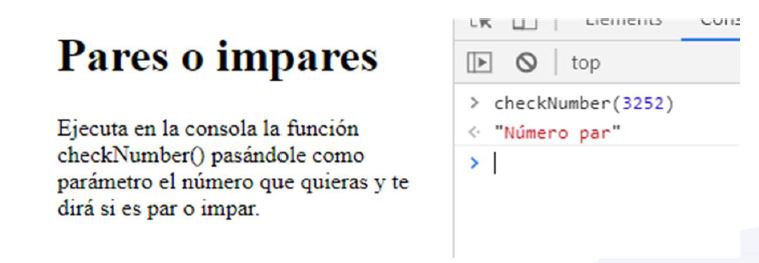 Pares o impares
Ejecuta en la consola la función
checkNumber() pasándole como
parámetro el número que quieras y te
dirá si es par o impar.
Elements Cons
top
> checkNumber(3252)
< "Número par"
>